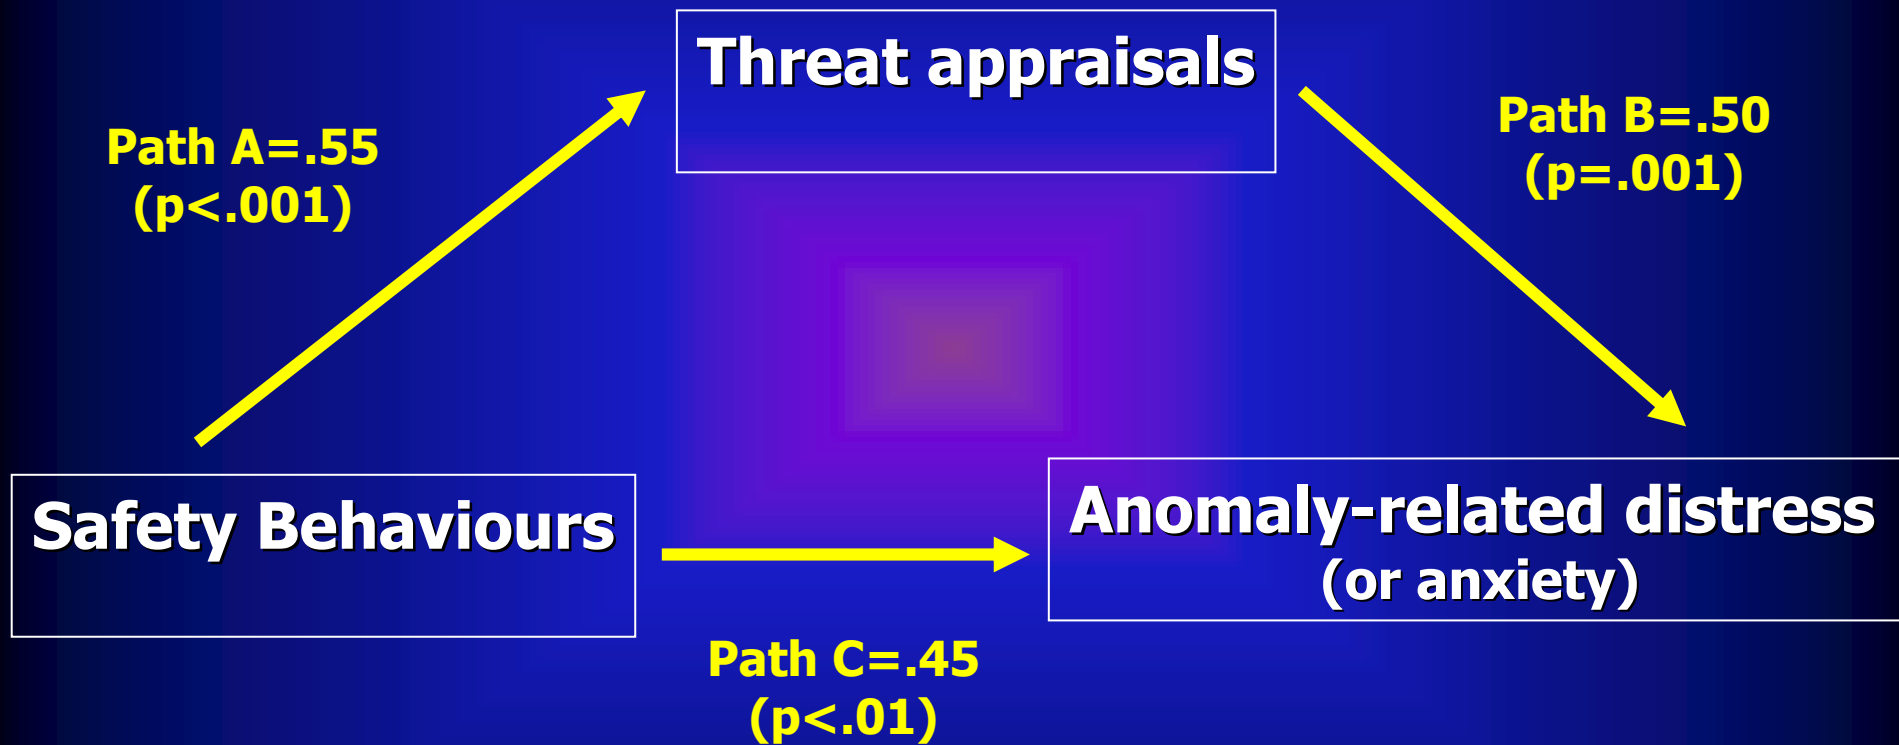 Threat appraisals
Path A=.55
(p<.001)
Path B=.50
(p=.001)
Safety Behaviours
Anomaly-related distress
(or anxiety)
Path C=.45
(p<.01)